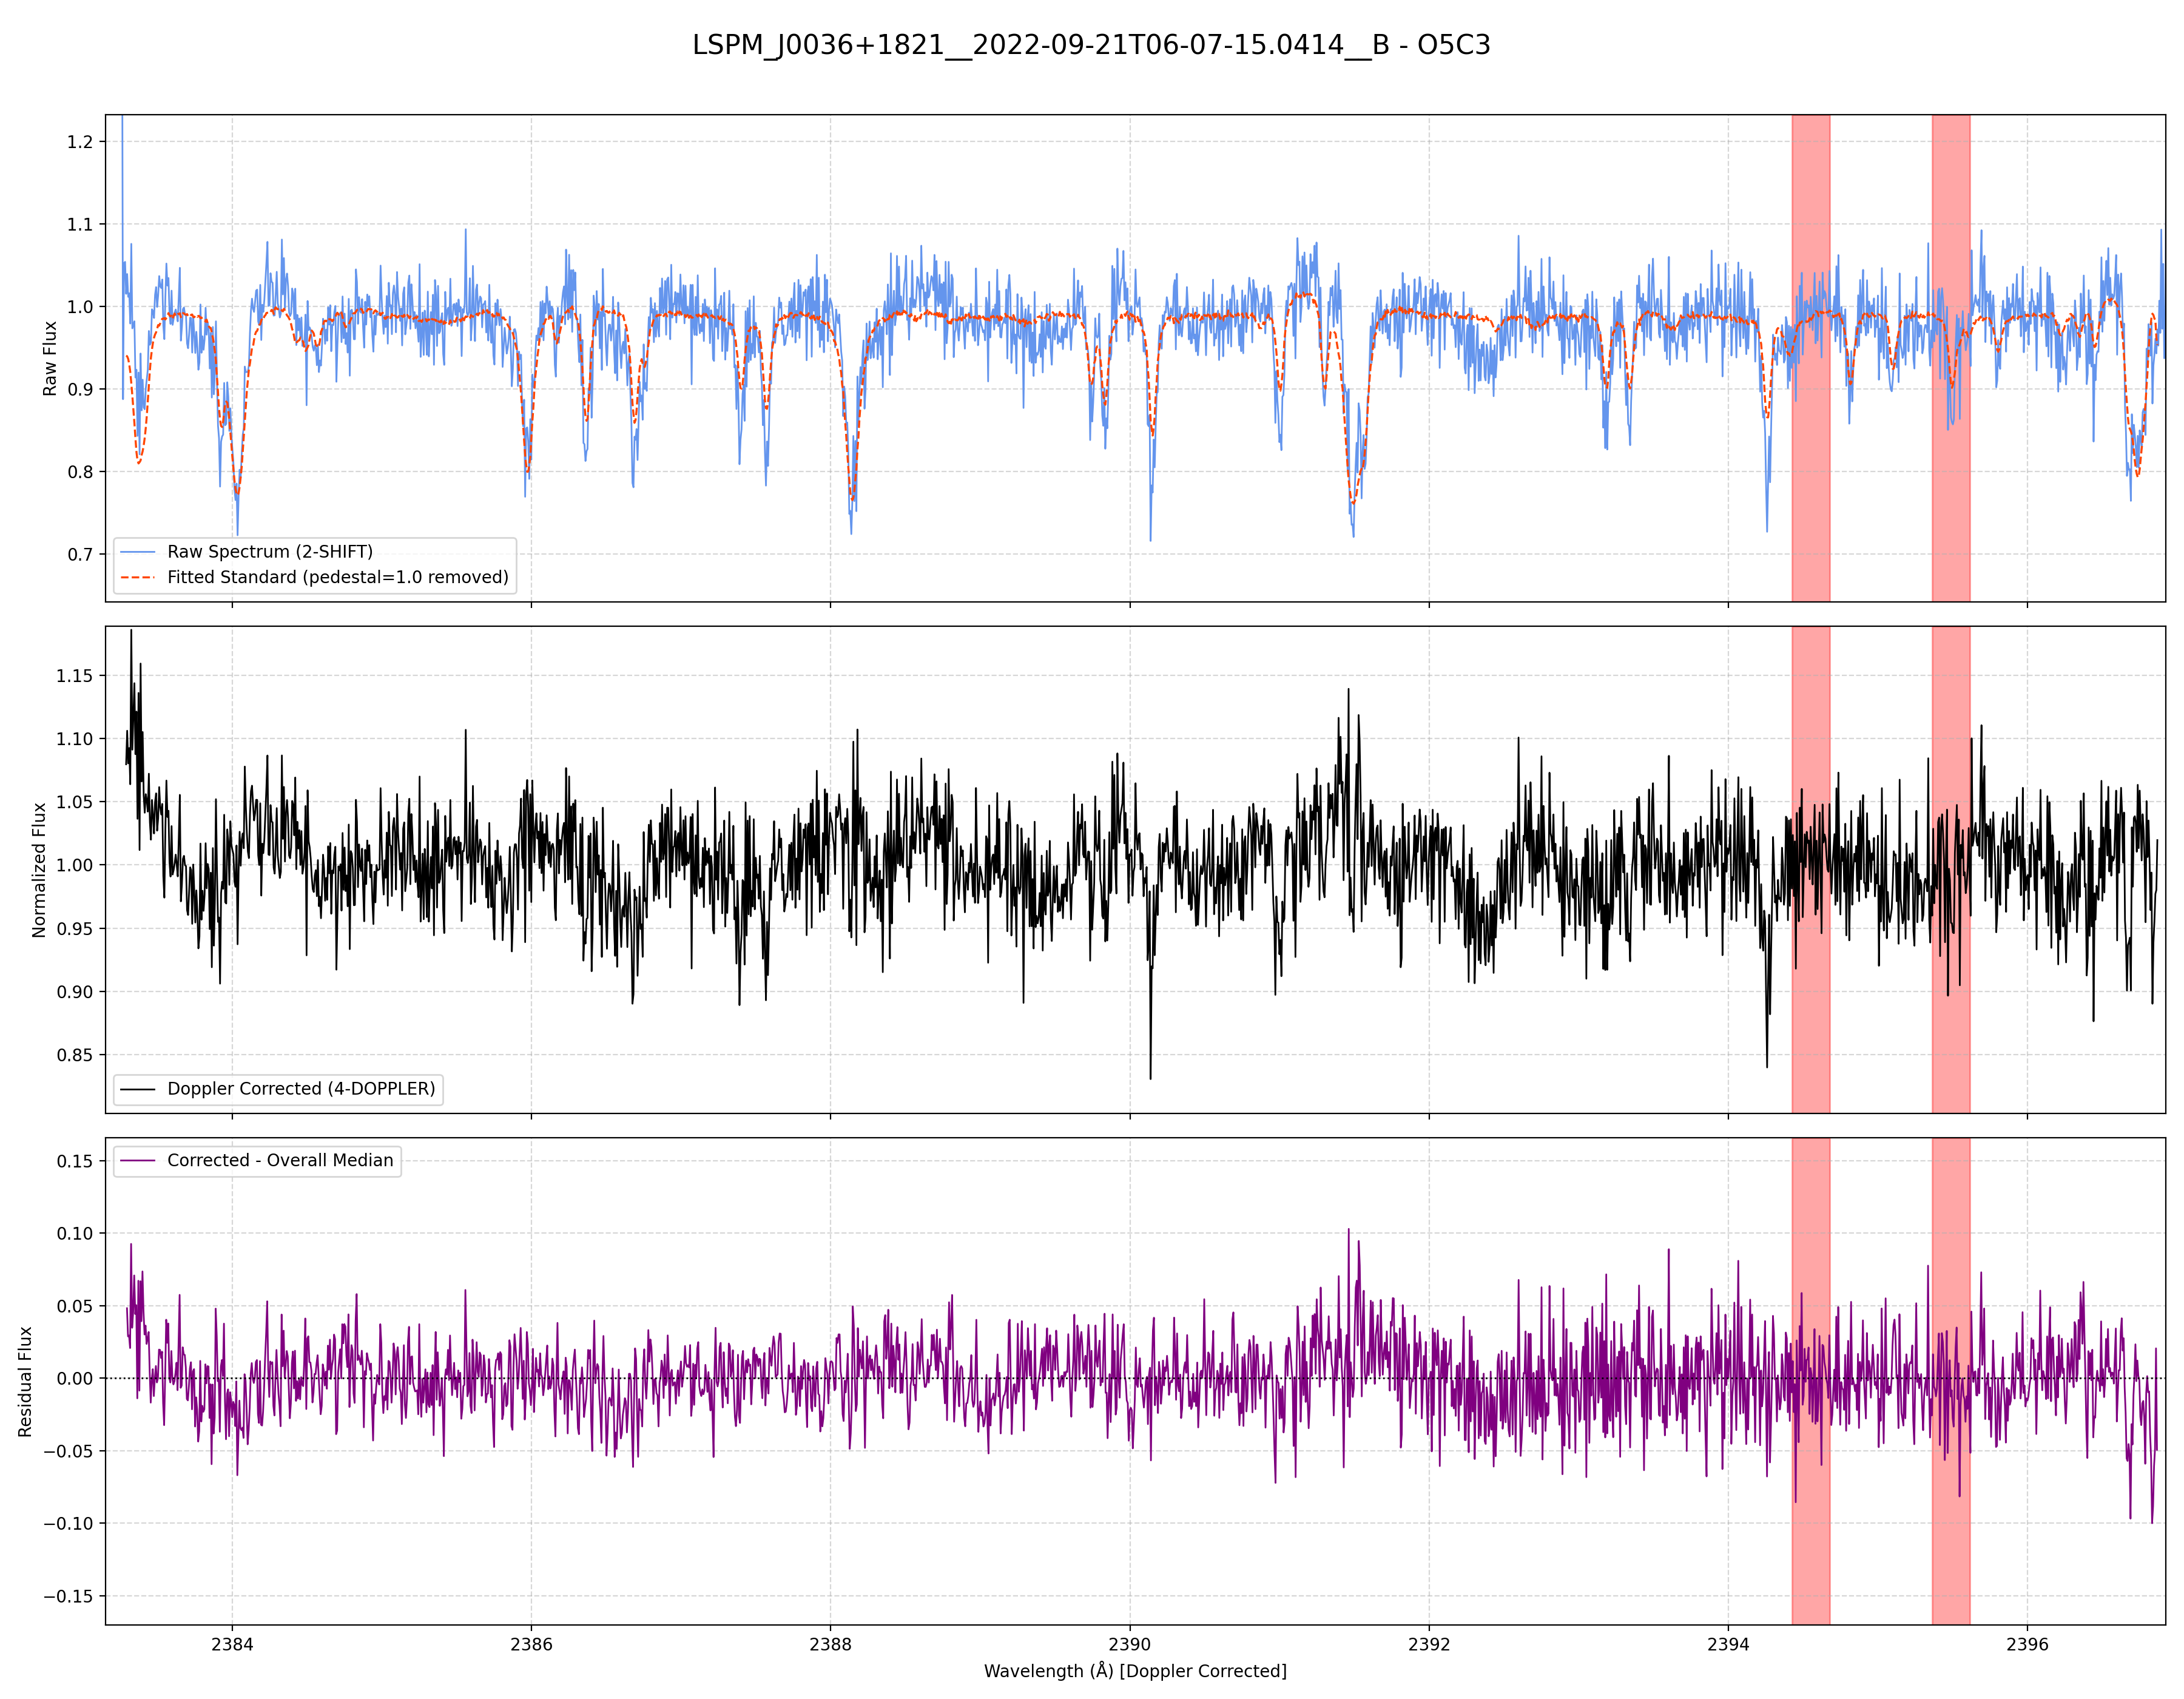 LSPM_J0036+1821__2022-09-21T06-07-15.0414__B - O5C3
1.2
1.1
1.0
0.9
0.8
0.7
Raw Flux
Raw Spectrum (2-SHIFT)
Fitted Standard (pedestal=1.0 removed)
1.15
1.10
1.05
1.00
0.95
0.90
0.85
Normalized Flux
Doppler Corrected (4-DOPPLER)
0.15
0.10
0.05
0.00
−0.05
−0.10
−0.15
Residual Flux
Corrected - Overall Median
2384 2386 2388 2390 2392 2394 2396
Wavelength (Å) [Doppler Corrected]